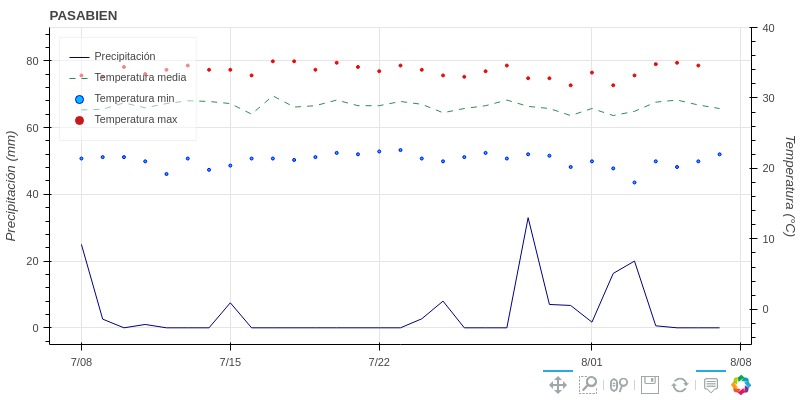 PASABIEN
Precipitación
Temperatura media
Temperatura min
Temperatura max
Precipitación (mm)
80
60
40
20
0
Temperatura (°C)
40
30
20
10
0
7/08
7/15
7/22
8/01
8/08